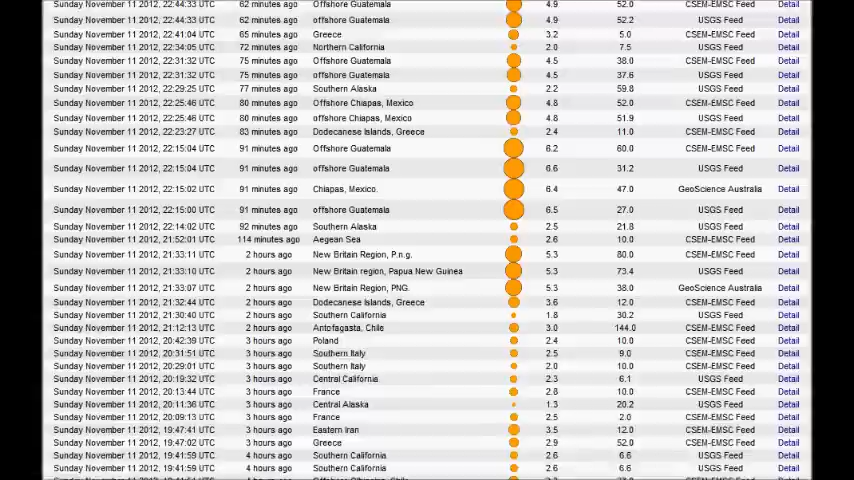 Sunday November 11 2012, 22:44:33 UTC 62 minutes ago Offshore Guatemala 4.9 52.0 CSEM-EMSC Feed Detail
Sunday November 11 2012, 22:44:33 UTC 62 minutes ago offshore Guatemala 4.9 52.2 USGS Feed Detail
Sunday November 11 2012, 22:41:04 UTC 65 minutes ago Greece 3.2 5.0 CSEM-EMSC Feed Detail
Sunday November 11 2012, 22:34:05 UTC 72 minutes ago Northern California 2.0 7.5 USGS Feed Detail
Sunday November 11 2012, 22:31:32 UTC 75 minutes ago Offshore Guatemala 4.5 38.0 CSEM-EMSC Feed Detail
Sunday November 11 2012, 22:31:32 UTC 75 minutes ago offshore Guatemala 4.5 37.6 USGS Feed Detail
Sunday November 11 2012, 22:29:25 UTC 77 minutes ago Southern Alaska 2.2 59.8 USGS Feed Detail
Sunday November 11 2012, 22:25:46 UTC 80 minutes ago Offshore Chiapas, Mexico 4.8 52.0 CSEM-EMSC Feed Detail
Sunday November 11 2012, 22:25:46 UTC 80 minutes ago offshore Chiapas, Mexico 4.8 51.9 USGS Feed Detail
Sunday November 11 2012, 22:23:27 UTC 83 minutes ago Dodecanese Islands, Greece 2.4 11.0 CSEM-EMSC Feed Detail
Sunday November 11 2012, 22:15:04 UTC 91 minutes ago Offshore Guatemala 6.2 60.0 CSEM-EMSC Feed Detail
Sunday November 11 2012, 22:15:04 UTC 91 minutes ago offshore Guatemala 6.6 31.2 USGS Feed Detail
Sunday November 11 2012, 22:15:02 UTC 91 minutes ago Chiapas, Mexico. 6.4 47.0 GeoScience Australia Detail
Sunday November 11 2012, 22:15:00 UTC 91 minutes ago offshore Guatemala 6.5 27.0 USGS Feed Detail
Sunday November 11 2012, 22:14:02 UTC 92 minutes ago Southern Alaska 2.5 21.8 USGS Feed Detail
Sunday November 11 2012, 21:52:01 UTC 114 minutes ago Aegean Sea 2.6 10.0 CSEM-EMSC Feed Detail
Sunday November 11 2012, 21:33:11 UTC 2 hours ago New Britain Region, P.n.g. 5.3 80.0 CSEM-EMSC Feed Detail
Sunday November 11 2012, 21:33:10 UTC 2 hours ago New Britain region, Papua New Guinea 5.3 73.4 USGS Feed Detail
Sunday November 11 2012, 21:33:07 UTC 2 hours ago New Britain Region, PNG. 5.3 38.0 GeoScience Australia Detail
Sunday November 11 2012, 21:32:44 UTC 2 hours ago Dodecanese Islands, Greece 3.6 12.0 CSEM-EMSC Feed Detail
Sunday November 11 2012, 21:30:40 UTC 2 hours ago Southern California 1.8 30.2 USGS Feed Detail
Sunday November 11 2012, 21:12:13 UTC 2 hours ago Antofagasta, Chile 3.0 144.0 CSEM-EMSC Feed Detail
Sunday November 11 2012, 20:42:39 UTC 3 hours ago Poland 2.4 10.0 CSEM-EMSC Feed Detail
Sunday November 11 2012, 20:31:51 UTC 3 hours ago Southern Italy 2.5 9.0 CSEM-EMSC Feed Detail
Sunday November 11 2012, 20:29:01 UTC 3 hours ago Southern Italy 2.0 10.0 CSEM-EMSC Feed Detail
Sunday November 11 2012, 20:19:32 UTC 3 hours ago Central California 2.3 6.1 USGS Feed Detail
Sunday November 11 2012, 20:13:44 UTC 3 hours ago France 2.8 10.0 CSEM-EMSC Feed Detail
Sunday November 11 2012, 20:11:36 UTC 3 hours ago Central Alaska 1.3 20.2 USGS Feed Detail
Sunday November 11 2012, 20:09:13 UTC 3 hours ago France 2.5 2.0 CSEM-EMSC Feed Detail
Sunday November 11 2012, 19:47:41 UTC 3 hours ago Eastern Iran 3.5 12.0 CSEM-EMSC Feed Detail
Sunday November 11 2012, 19:47:02 UTC 3 hours ago Greece 2.9 52.0 CSEM-EMSC Feed Detail
Sunday November 11 2012, 19:41:59 UTC 4 hours ago Southern California 2.6 6.6 USGS Feed Detail
Sunday November 11 2012, 19:41:59 UTC 4 hours ago Southern California 2.6 6.6 USGS Feed Detail